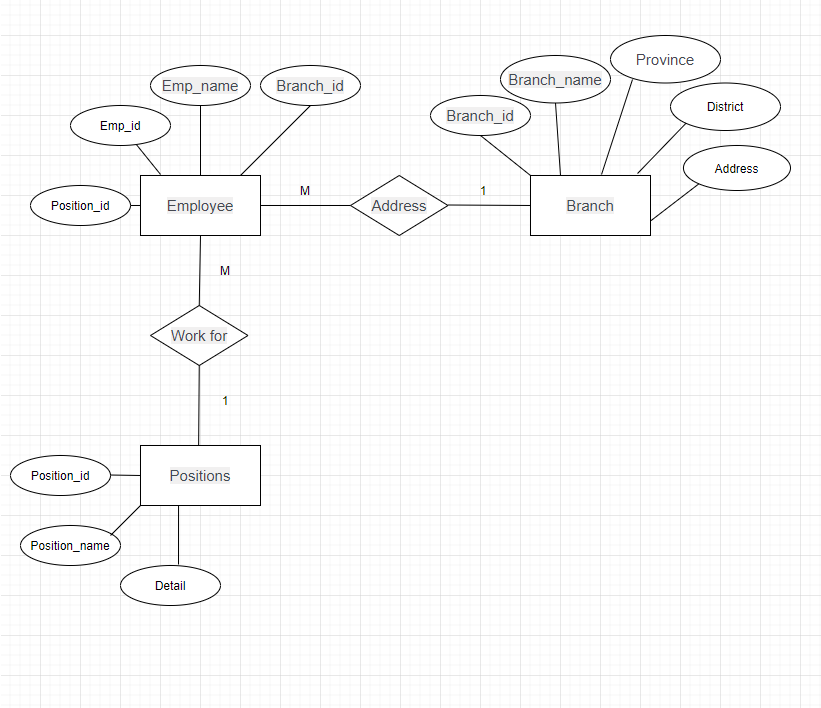 Province
Emp_name
Branch_id
Branch_name
District
Emp_id
Branch_id
Address
Position_id
Employee
M
Address
1
Branch
M
Work for
1
Position_id
Positions
Position_name
Detail